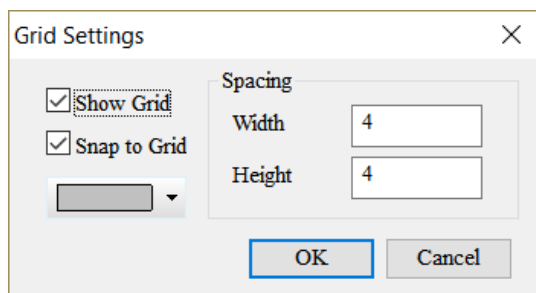 Grid Settings
Show Grid
Snap to Grid
Spacing
Width 4
Height 4
OK Cancel